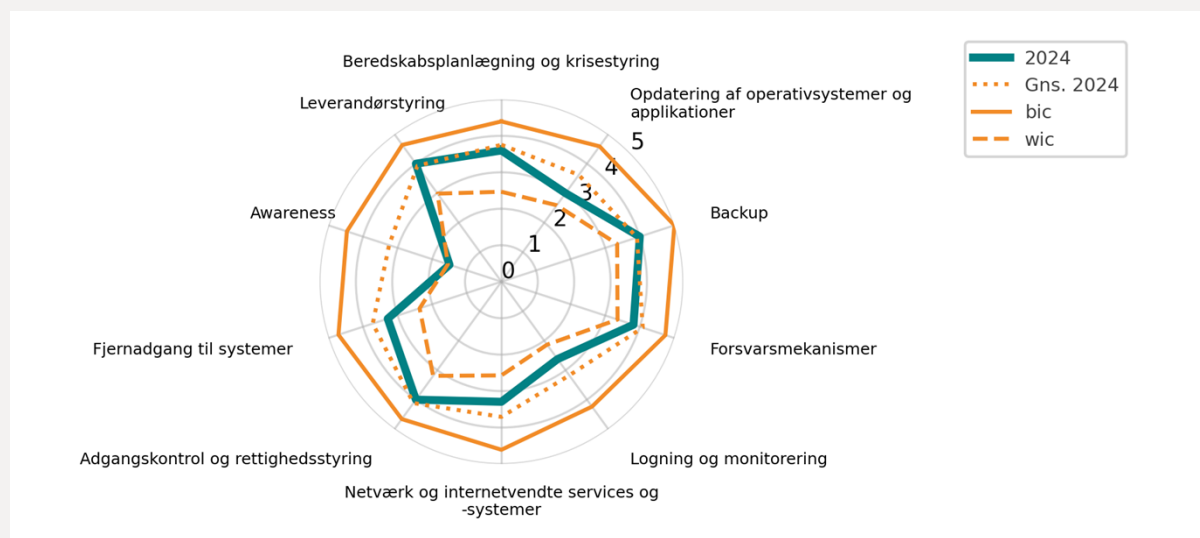 Beredskabsplanlægning og krisestyring
Leverandørstyring
Opdatering af operativsystemer og
applikationer
Awareness
Backup
Fjernadgang til systemer
Forsvarsmekanismer
Adgangskontrol og rettighedsstyring
Logning og monitorering
Netværk og internetvendte services og
-systemer
5
4
3
2
1
0
2024
Gns. 2024
bic
wic